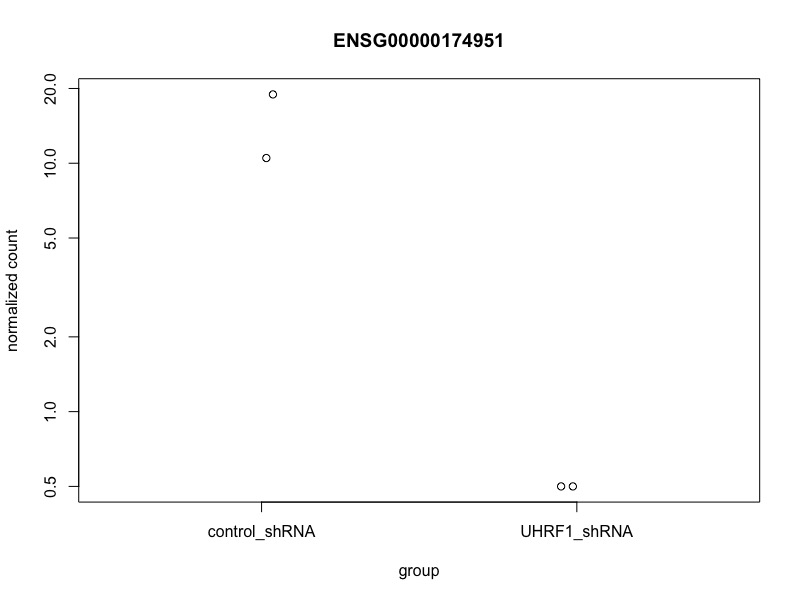 ENSG00000174951
20.0
10.0
5.0
2.0
1.0
0.5
normalized count
control_shRNA
UHRF1_shRNA
group